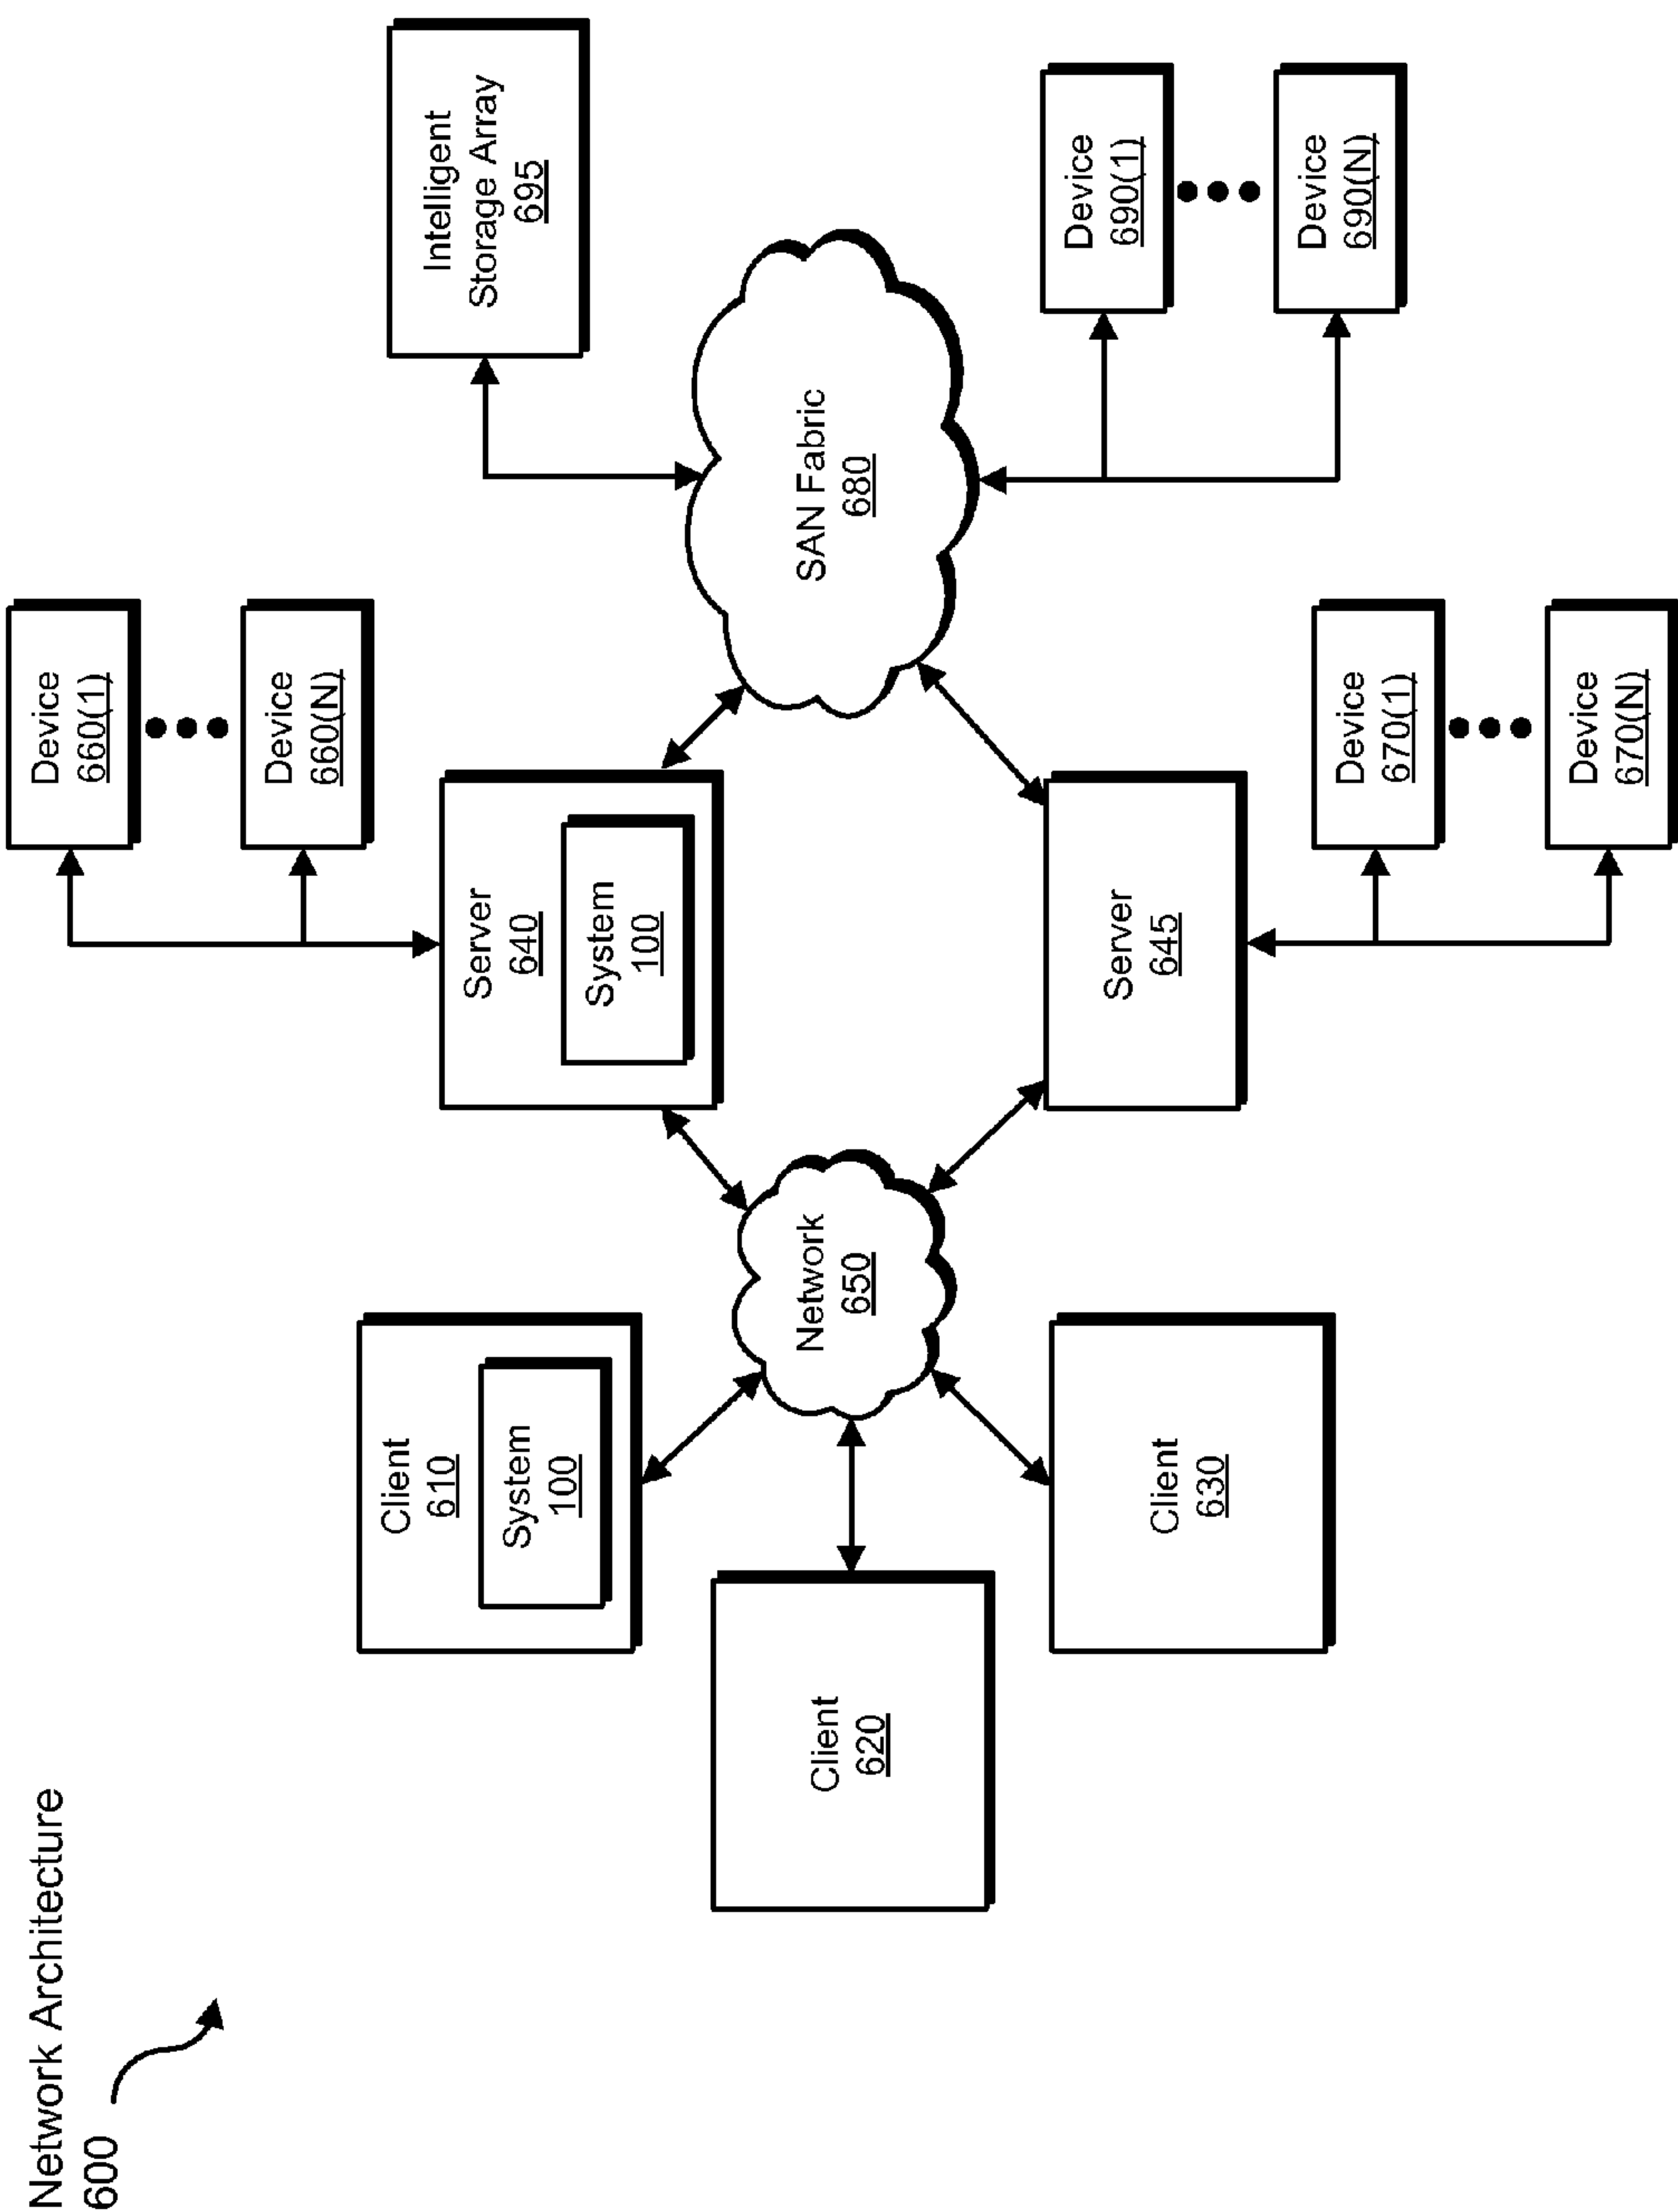 Network Architecture
600
Client
610
System
100
Client
620
Client
630
Network
650
Server
640
System
100
Server
645
Device
660(1)
Device
660(N)
Device
670(1)
Device
670(N)
SAN Fabric
680
Intelligent
Storage Array
695
Device
690(1)
Device
690(N)